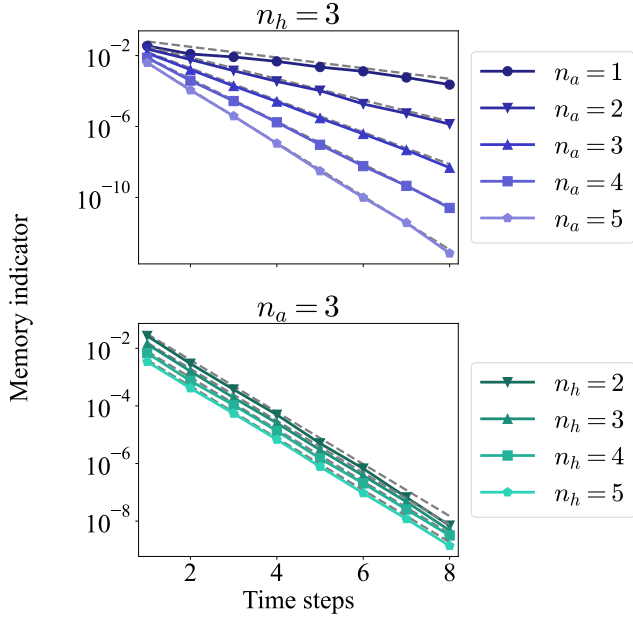 n_h = 3
10^{-2}
10^{-6}
10^{-10}
n_a = 1
n_a = 2
n_a = 3
n_a = 4
n_a = 5
Memory indicator
n_a = 3
10^{-2}
10^{-4}
10^{-6}
10^{-8}
2 4 6 8
Time steps
n_h = 2
n_h = 3
n_h = 4
n_h = 5